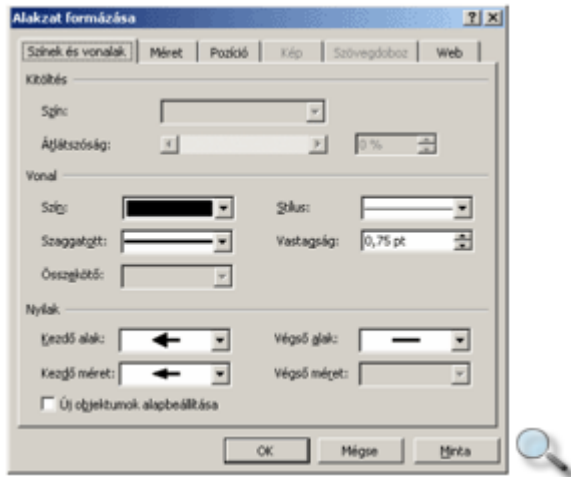 Alakzat formázása
Színek és vonalak Méret Pozíció Kép Szövegdoboz Web
Kitöltés
Szín:
Átlátszóság: 0 %
Vonal
Szín: Stílus:
Szaggatott: Vastagság: 0,75 pt
Összekötő:
Nyilak
Kezdő alak: Végső alak:
Kezdő méret: Végső méret:
Új objektumok alapbeállítása
OK Mégse Minta